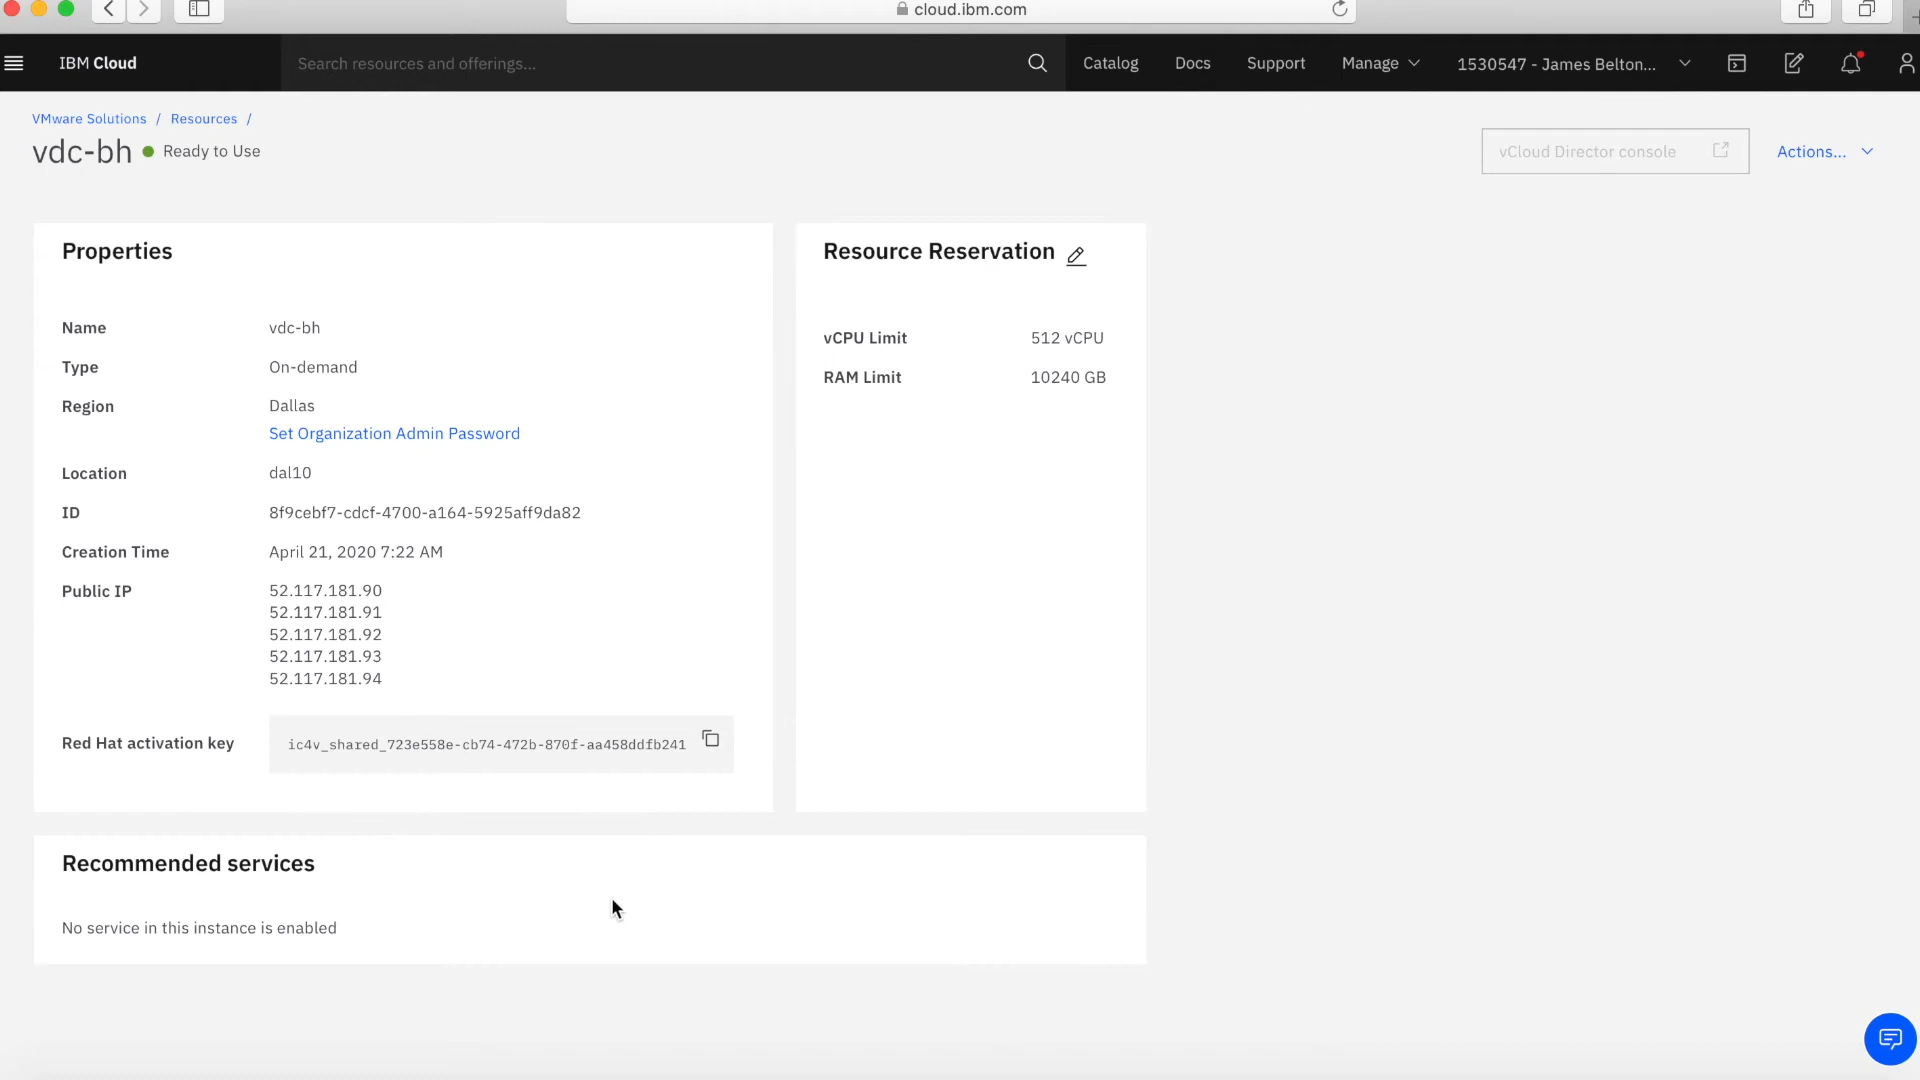 cloud.ibm.com
IBM Cloud
Search resources and offerings...
Catalog
Docs
Support
Manage
1530547 - James Belton...
VMware Solutions / Resources /
vdc-bh Ready to Use
vCloud Director console
Actions...
Properties
Name vdc-bh
Type On-demand
Region Dallas
Set Organization Admin Password
Location dal10
ID 8f9cebf7-cdcf-4700-a164-5925aff9da82
Creation Time April 21, 2020 7:22 AM
Public IP 52.117.181.90
52.117.181.91
52.117.181.92
52.117.181.93
52.117.181.94
Red Hat activation key ic4v_shared_723e558e-cb74-472b-870f-aa458ddfb241
Resource Reservation
vCPU Limit 512 vCPU
RAM Limit 10240 GB
Recommended services
No service in this instance is enabled